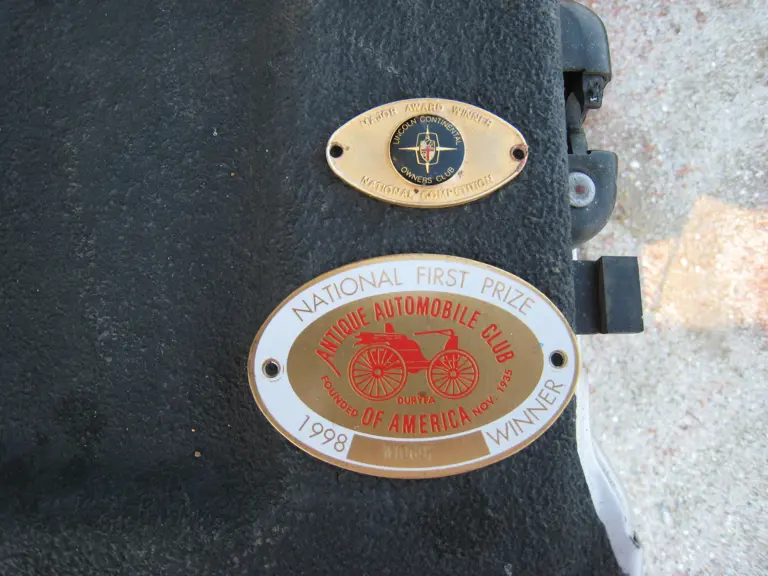 MAJOR AWARD WINNER
LINCOLN CONTINENTAL
OWNERS CLUB
NATIONAL COMPETITION
NATIONAL FIRST PRIZE
ANTIQUE AUTOMOBILE CLUB
DURYEA
FOUNDED NOV. 1935
OF AMERICA
1998 WINNER